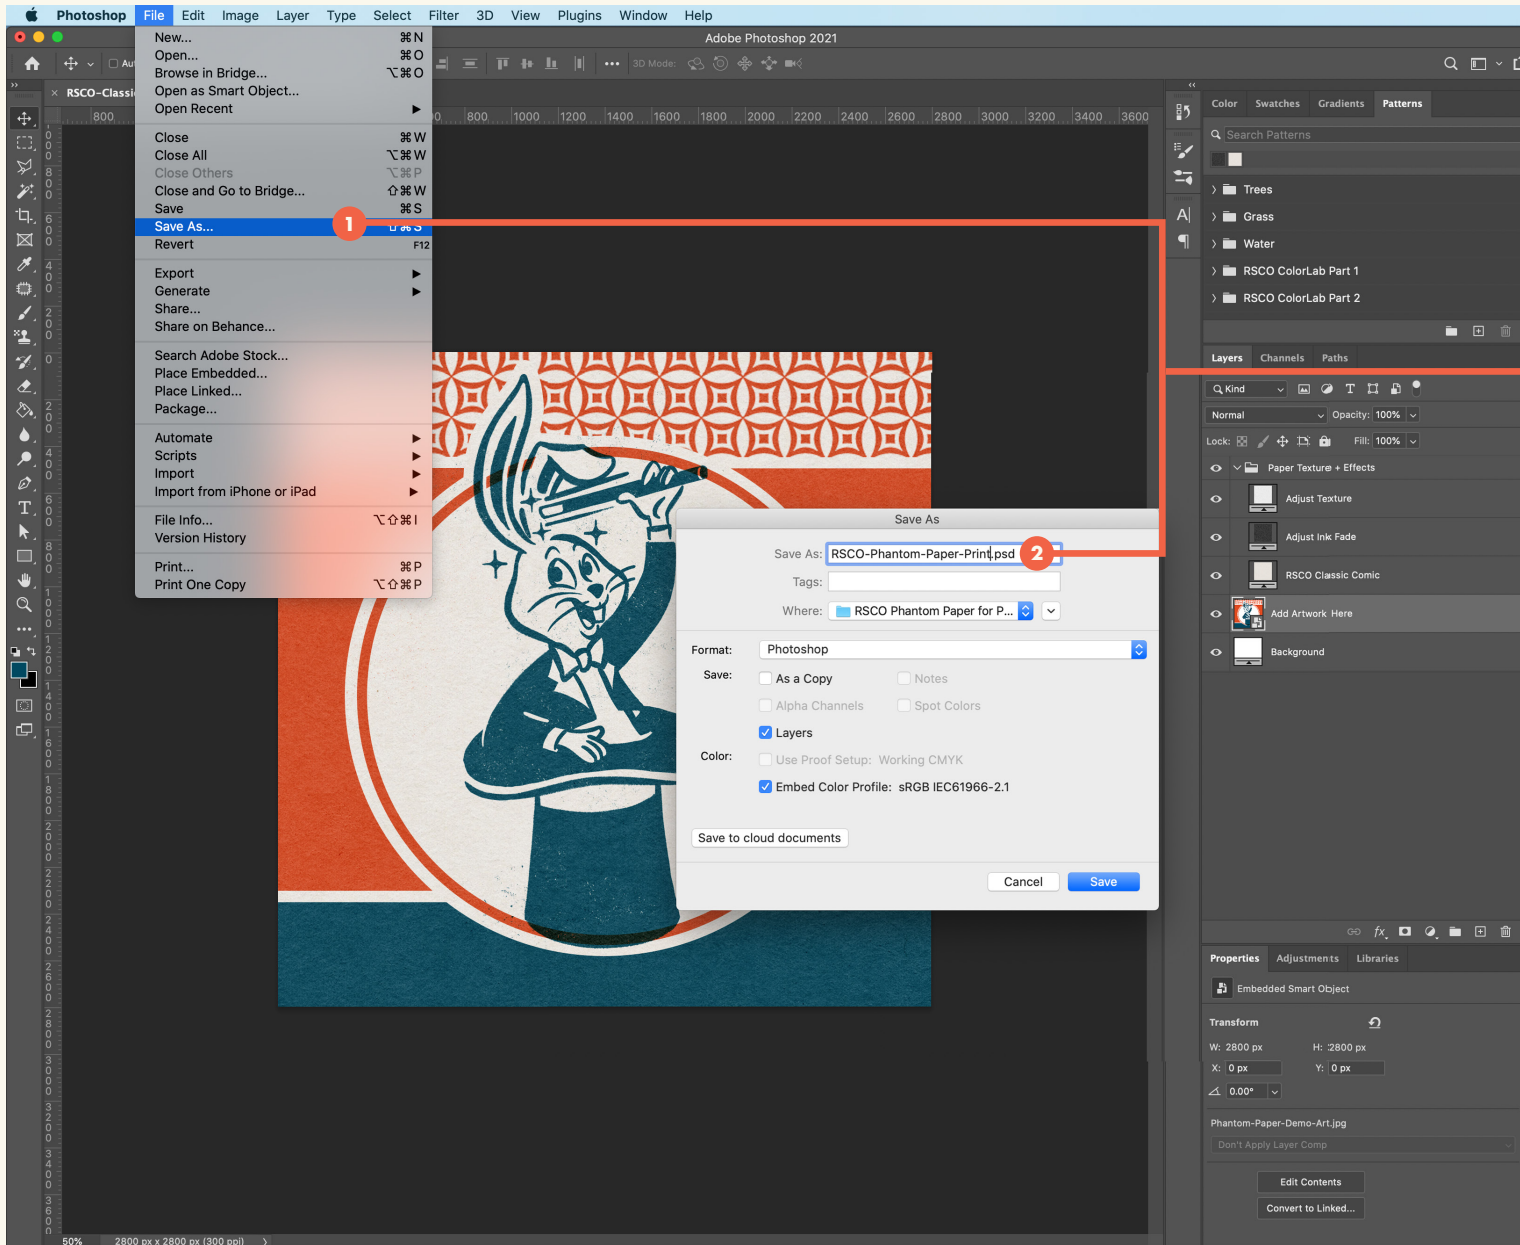 Photoshop File Edit Image Layer Type Select Filter 3D View Plugins Window Help
Adobe Photoshop 2021
3D Mode:
× RSCO-Classi
New... ⌘N
Open... ⌘O
Browse in Bridge... ⌥⌘O
Open as Smart Object...
Open Recent ▶
Close ⌘W
Close All ⌥⌘W
Close Others ⌥⌘P
Close and Go to Bridge... ⇧⌘W
Save ⌘S
Save As... ⇧⌘S
1
Revert F12
Export ▶
Generate ▶
Share...
Share on Behance...
Search Adobe Stock...
Place Embedded...
Place Linked...
Package...
Automate ▶
Scripts ▶
Import ▶
Import from iPhone or iPad ▶
File Info... ⌥⇧⌘I
Version History
Print... ⌘P
Print One Copy ⌥⇧⌘P
800 800 1000 1200 1400 1600 1800 2000 2200 2400 2600 2800 3000 3200 3400 3600
Save As
Save As: RSCO-Phantom-Paper-Print.psd
2
Tags:
Where: RSCO Phantom Paper for P...
Format: Photoshop
Save: As a Copy Notes
Alpha Channels Spot Colors
Layers
Color: Use Proof Setup: Working CMYK
Embed Color Profile: sRGB IEC61966-2.1
Save to cloud documents
Cancel Save
Color Swatches Gradients Patterns
Search Patterns
Trees
Grass
Water
RSCO ColorLab Part 1
RSCO ColorLab Part 2
Layers Channels Paths
Kind
Normal Opacity: 100%
Lock: Fill: 100%
Paper Texture + Effects
Adjust Texture
Adjust Ink Fade
RSCO Classic Comic
Add Artwork Here
Background
Properties Adjustments Libraries
Embedded Smart Object
Transform
W: 2800 px H: 2800 px
X: 0 px Y: 0 px
0.00°
Phantom-Paper-Demo-Art.jpg
Don't Apply Layer Comp
Edit Contents
Convert to Linked...
50% 2800 px x 2800 px (300 ppi)